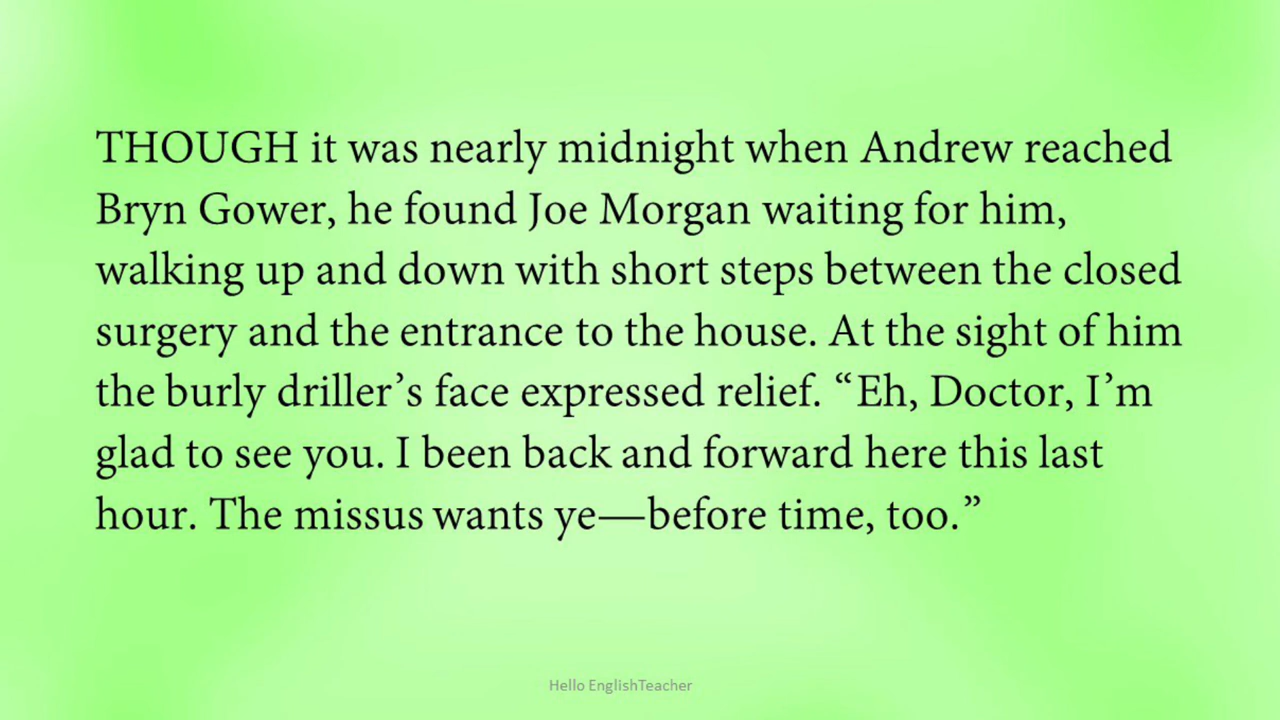 THOUGH it was nearly midnight when Andrew reached
Bryn Gower, he found Joe Morgan waiting for him,
walking up and down with short steps between the closed
surgery and the entrance to the house. At the sight of him
the burly driller’s face expressed relief. “Eh, Doctor, I’m
glad to see you. I been back and forward here this last
hour. The missus wants ye—before time, too.”
Hello EnglishTeacher